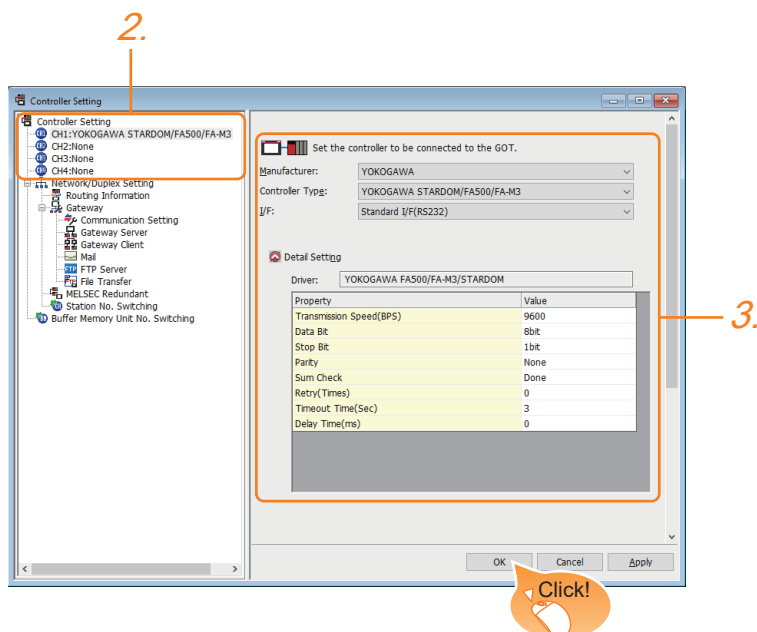 2.
Controller Setting
Controller Setting
CH1:YOKOGAWA STARDOM/FA500/FA-M3
CH2:None
CH3:None
CH4:None
Network/Duplex Setting
Routing Information
Gateway
Communication Setting
Gateway Server
Gateway Client
Mail
FTP Server
File Transfer
MELSEC Redundant
Station No. Switching
Buffer Memory Unit No. Switching
Set the controller to be connected to the GOT.
Manufacturer: YOKOGAWA
Controller Type: YOKOGAWA STARDOM/FA500/FA-M3
I/F: Standard I/F(RS232)
Detail Setting
Driver: YOKOGAWA FA500/FA-M3/STARDOM
Property Value
Transmission Speed(BPS) 9600
Data Bit 8bit
Stop Bit 1bit
Parity None
Sum Check Done
Retry(Times) 0
Timeout Time(Sec) 3
Delay Time(ms) 0
3.
OK Cancel Apply
Click!